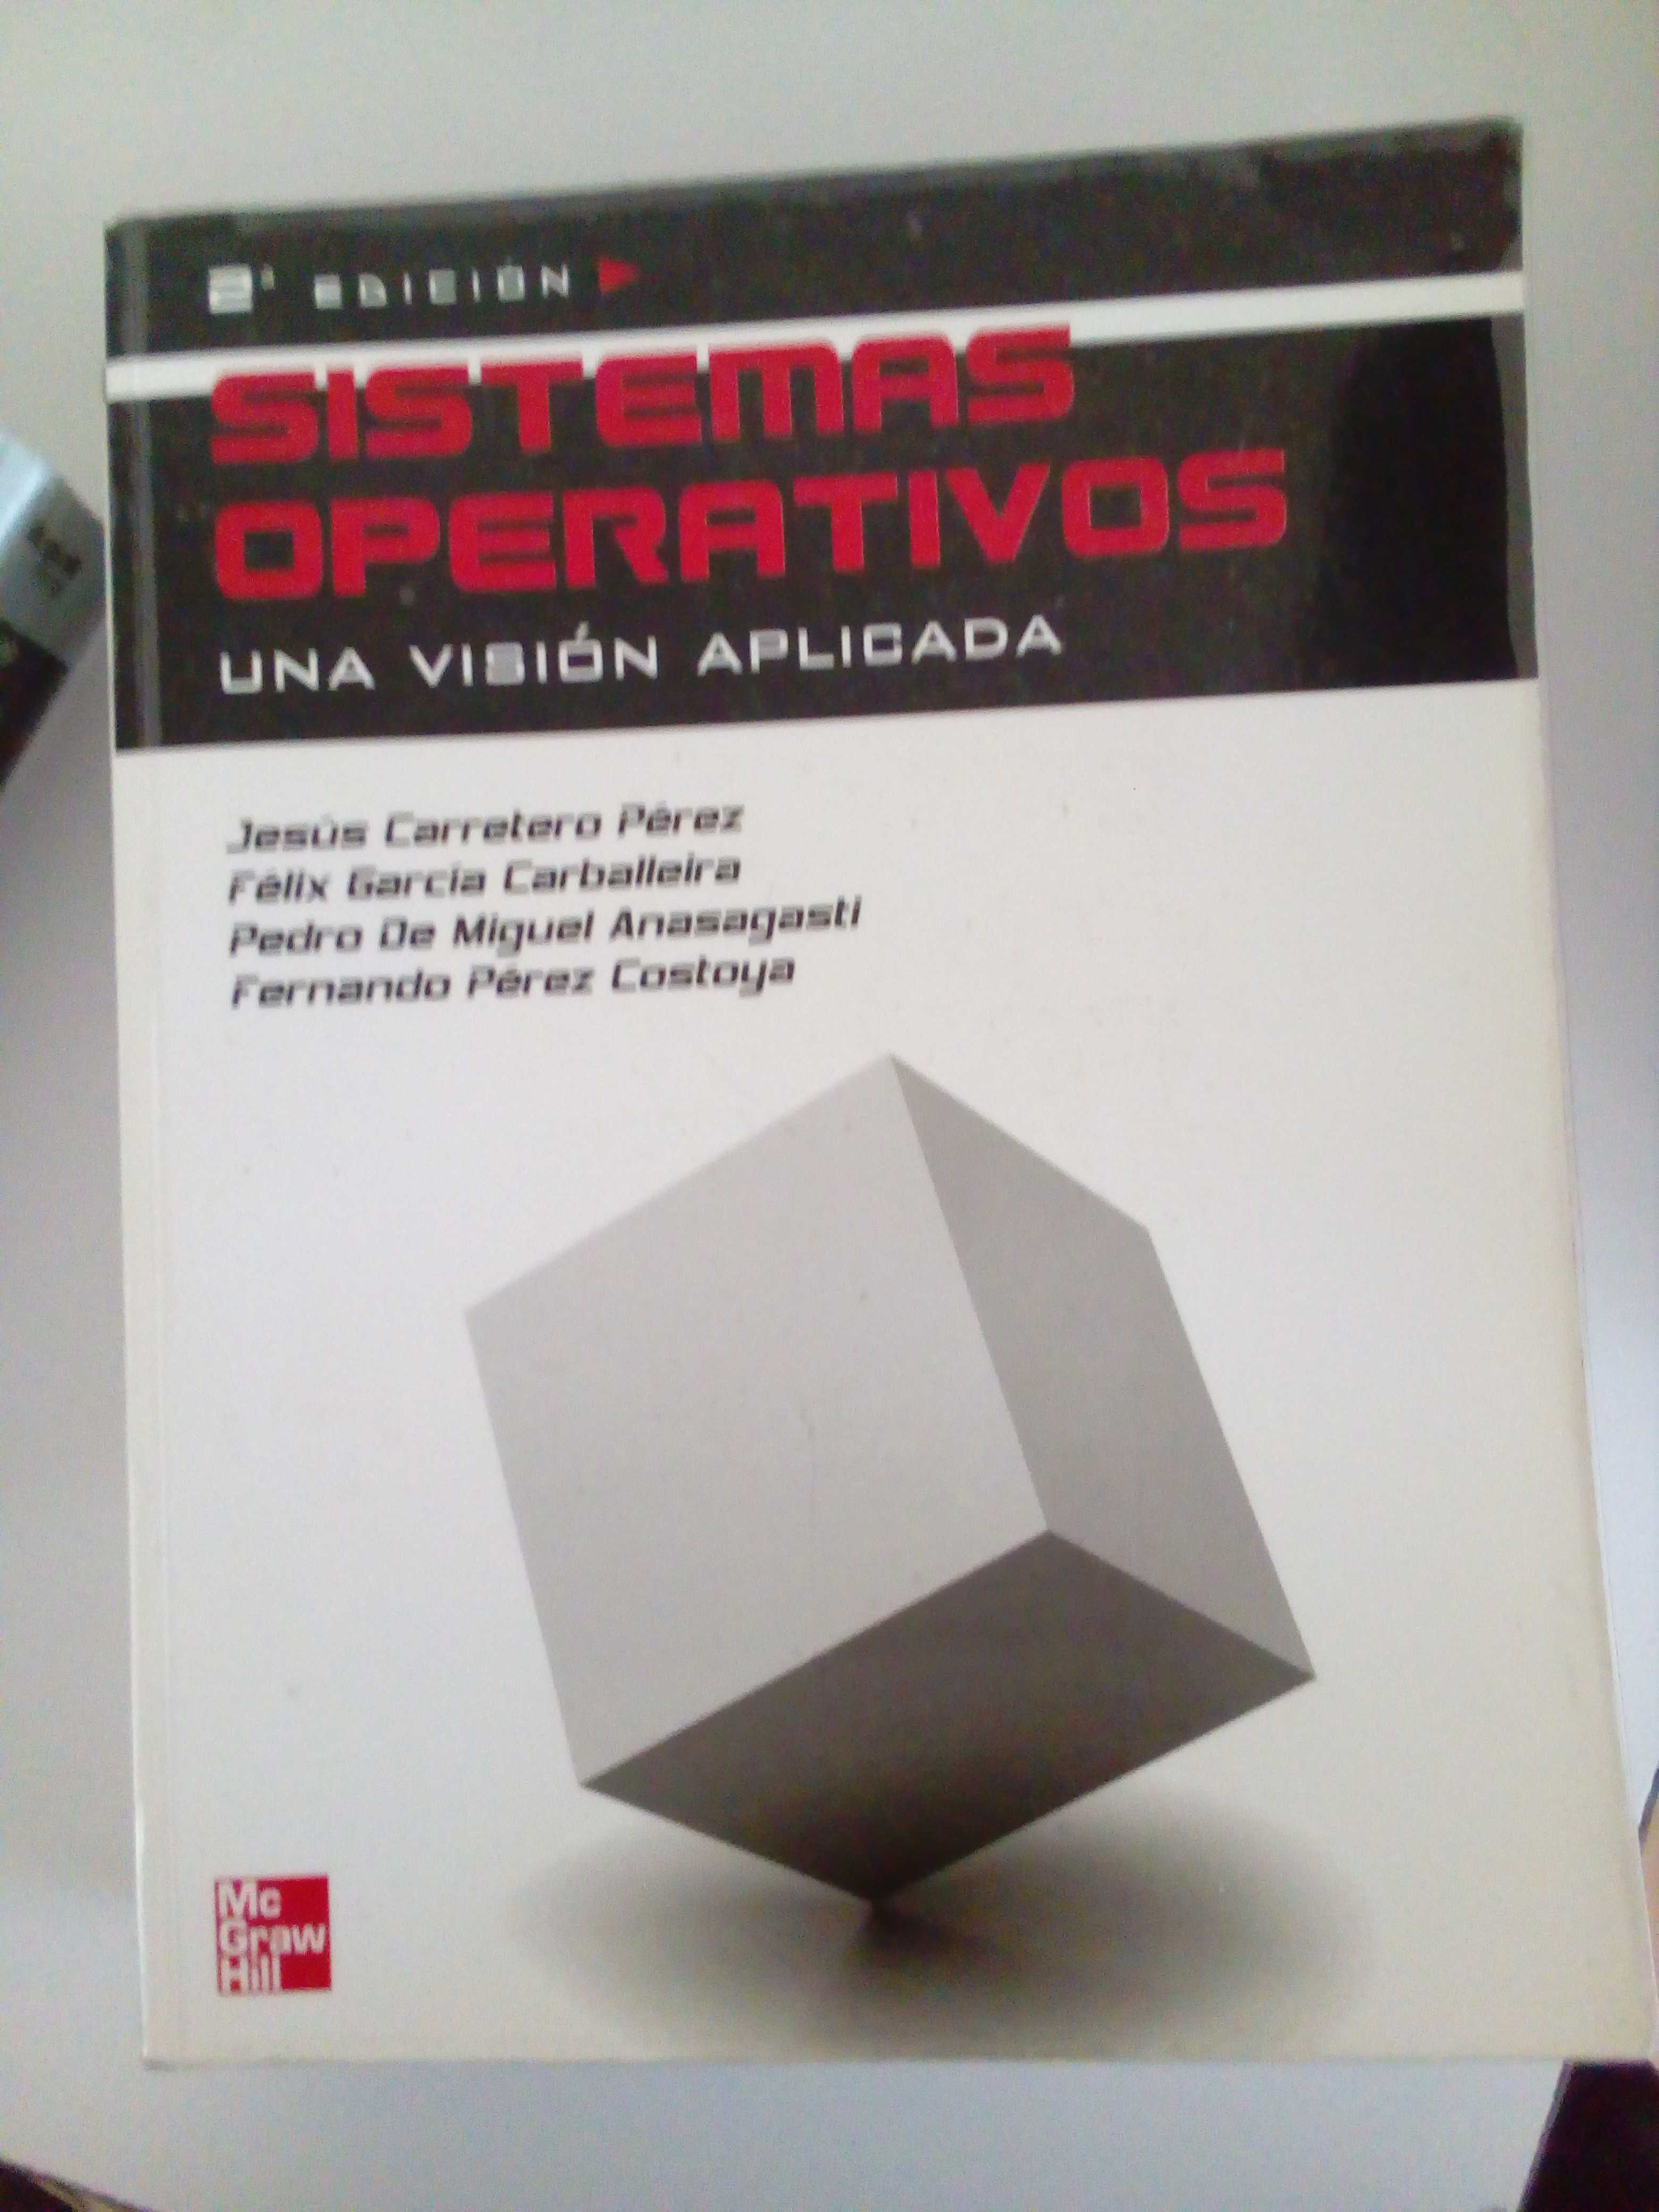 2ª EDICIÓN
SISTEMAS
OPERATIVOS
UNA VISIÓN APLICADA
Jesús Carretero Pérez
Félix García Carballeira
Pedro De Miguel Anasagasti
Fernando Pérez Costoya
Mc
Graw
Hill